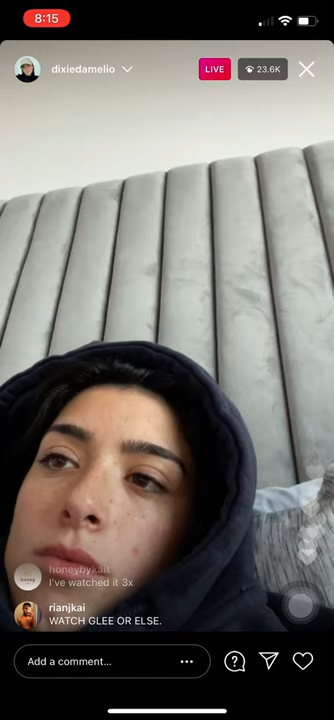 8:15
dixiedamelio
LIVE
23.6K
honeybykait
I've watched it 3x
rianjkai
WATCH GLEE OR ELSE.
Add a comment...